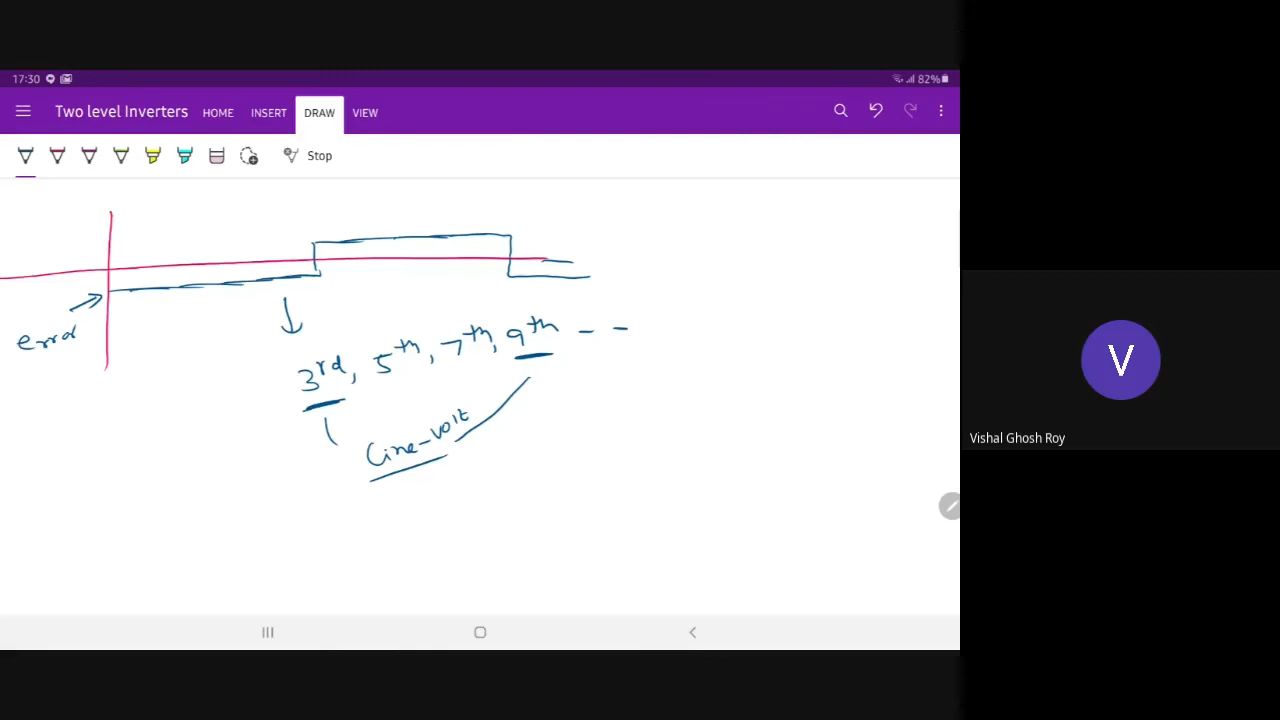 17:30 82%
Two level Inverters HOME INSERT DRAW VIEW
Stop
error
3rd, 5th, 7th, 9th - -
Line-volt
V
Vishal Ghosh Roy